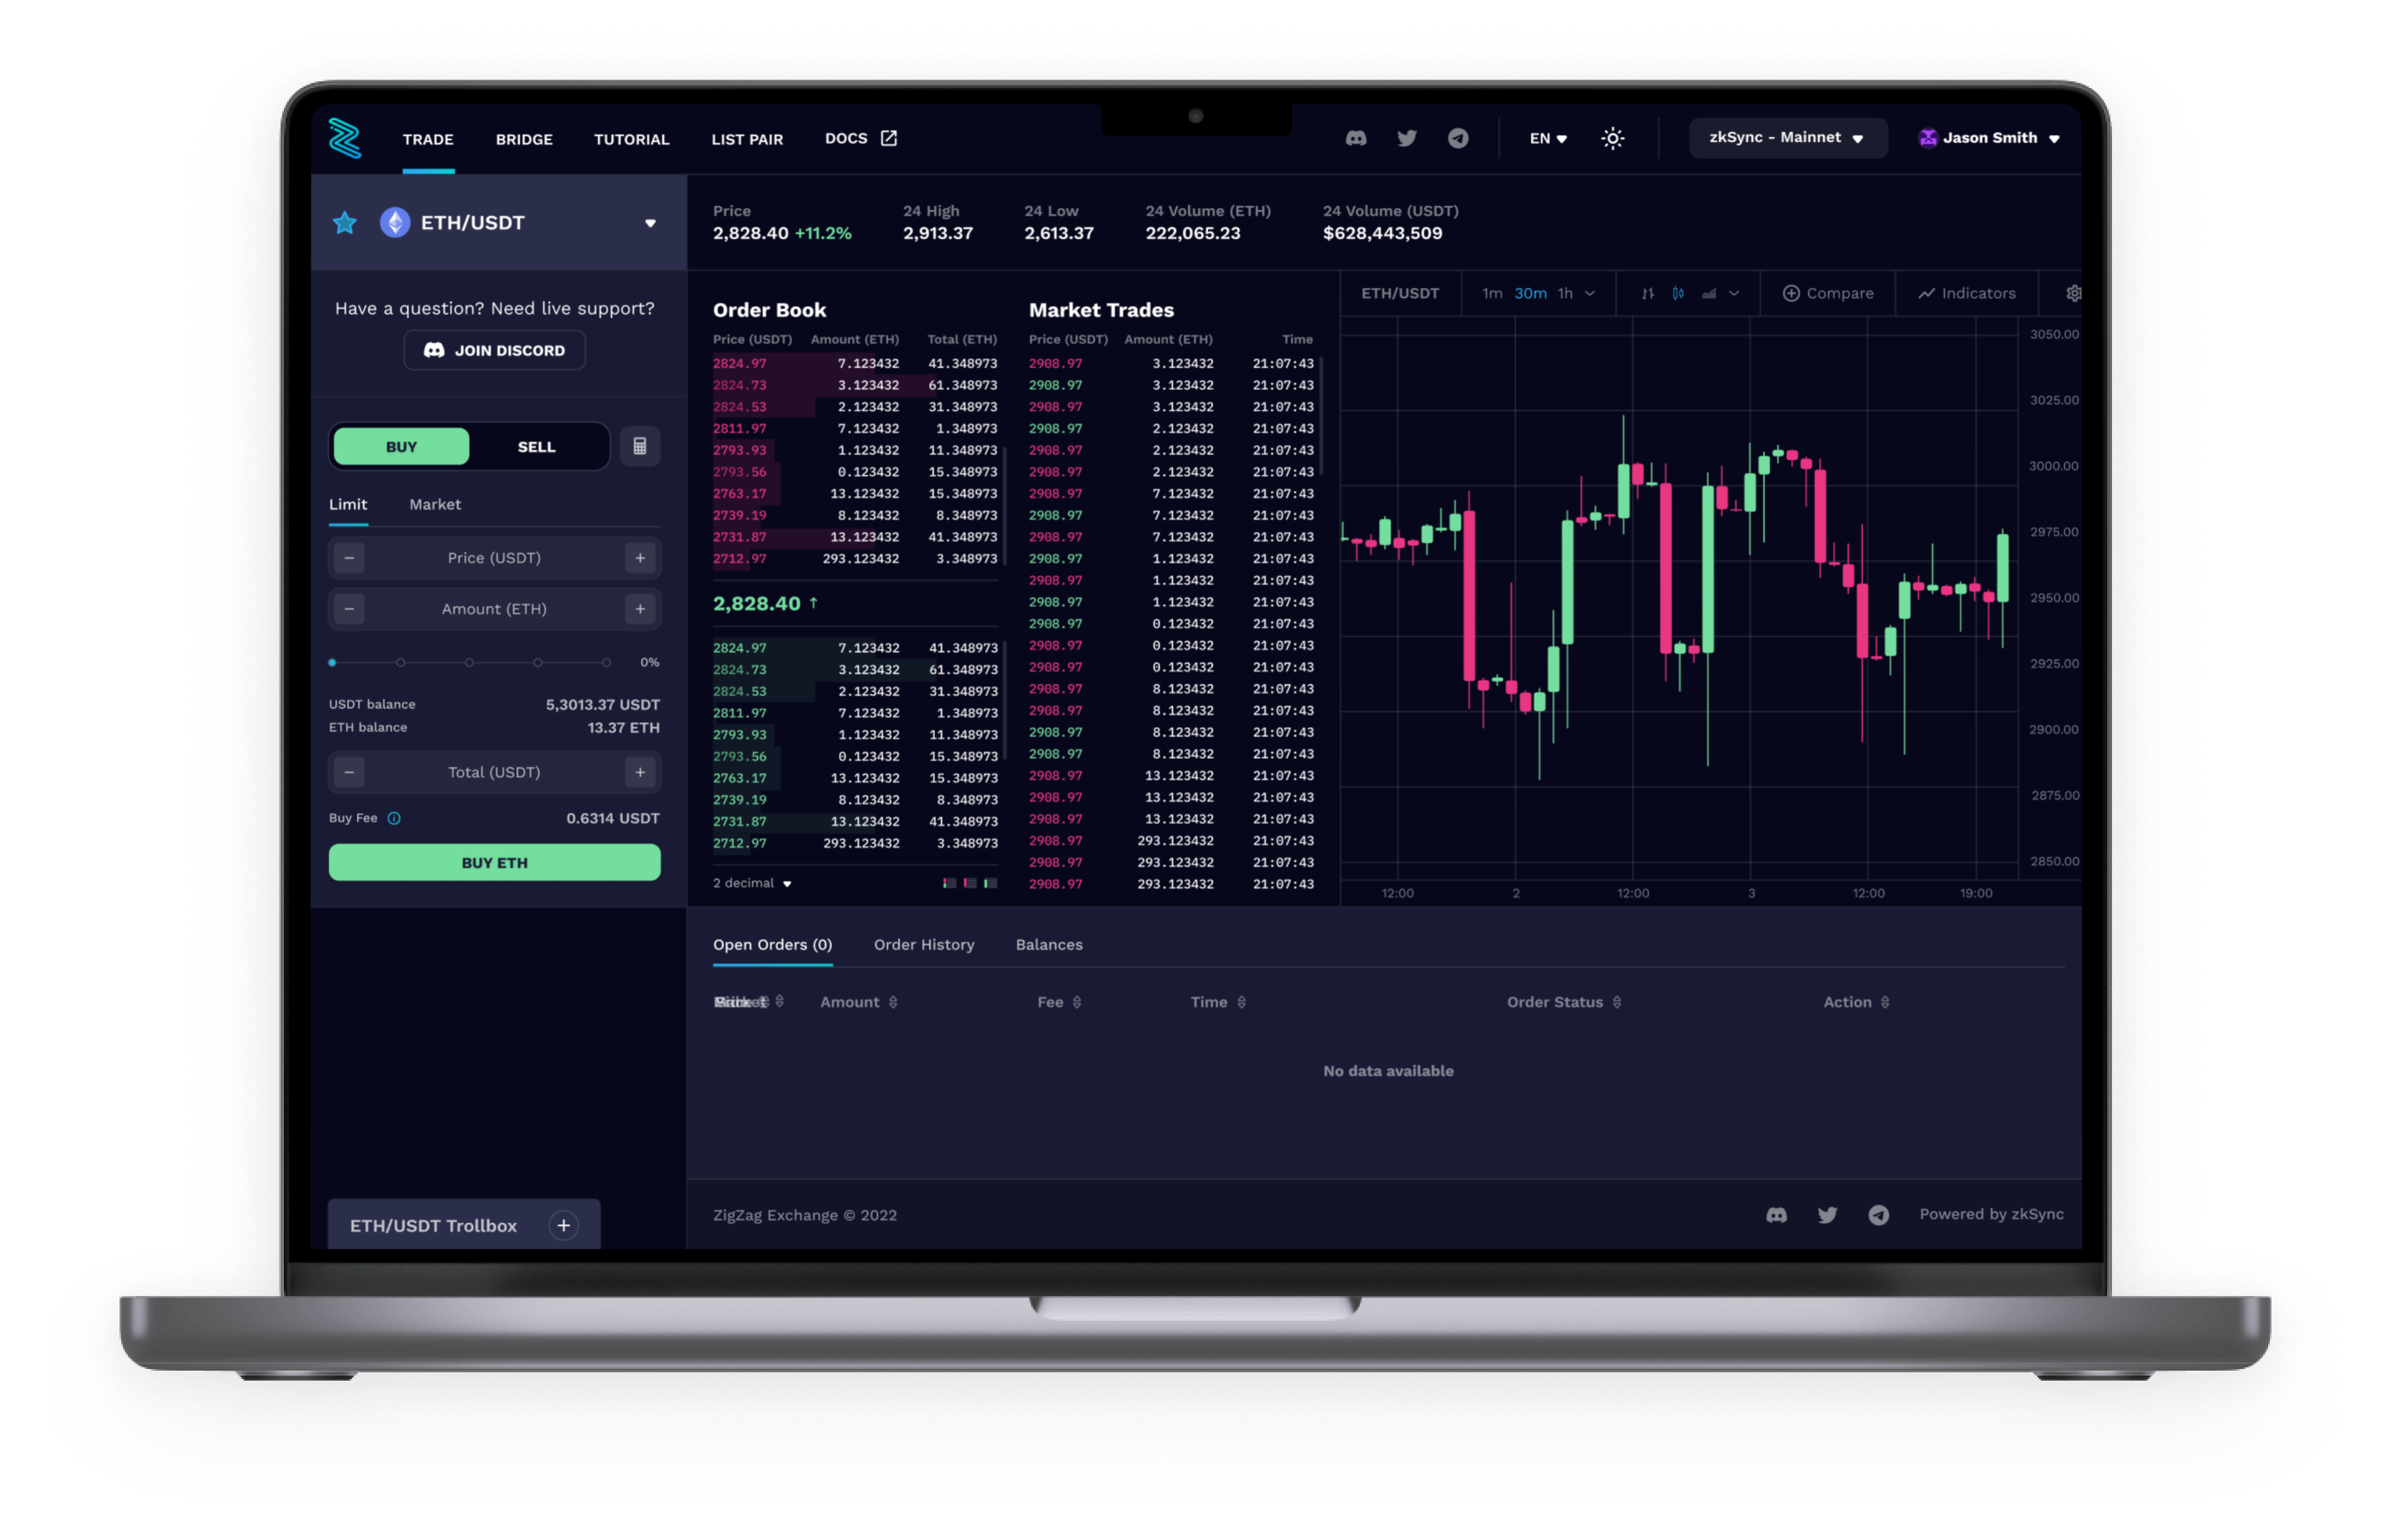 TRADE BRIDGE TUTORIAL LIST PAIR DOCS EN zkSync - Mainnet Jason Smith
ETH/USDT
Price 24 High 24 Low 24 Volume (ETH) 24 Volume (USDT)
2,828.40 +11.2% 2,913.37 2,613.37 222,065.23 $628,443,509
Have a question? Need live support?
JOIN DISCORD
BUY SELL
Limit Market
− Price (USDT) +
− Amount (ETH) +
0%
USDT balance 5,3013.37 USDT
ETH balance 13.37 ETH
− Total (USDT) +
Buy Fee 0.6314 USDT
BUY ETH
Order Book
Price (USDT) Amount (ETH) Total (ETH)
2824.97 7.123432 41.348973
2824.73 3.123432 61.348973
2824.53 2.123432 31.348973
2811.97 7.123432 1.348973
2793.93 1.123432 11.348973
2793.56 0.123432 15.348973
2763.17 13.123432 15.348973
2739.19 8.123432 8.348973
2731.87 13.123432 41.348973
2712.97 293.123432 3.348973
2,828.40 ↑
2824.97 7.123432 41.348973
2824.73 3.123432 61.348973
2824.53 2.123432 31.348973
2811.97 7.123432 1.348973
2793.93 1.123432 11.348973
2793.56 0.123432 15.348973
2763.17 13.123432 15.348973
2739.19 8.123432 8.348973
2731.87 13.123432 41.348973
2712.97 293.123432 3.348973
2 decimal
Market Trades
Price (USDT) Amount (ETH) Time
2908.97 3.123432 21:07:43
2908.97 3.123432 21:07:43
2908.97 3.123432 21:07:43
2908.97 2.123432 21:07:43
2908.97 2.123432 21:07:43
2908.97 2.123432 21:07:43
2908.97 7.123432 21:07:43
2908.97 7.123432 21:07:43
2908.97 7.123432 21:07:43
2908.97 1.123432 21:07:43
2908.97 1.123432 21:07:43
2908.97 1.123432 21:07:43
2908.97 0.123432 21:07:43
2908.97 0.123432 21:07:43
2908.97 0.123432 21:07:43
2908.97 8.123432 21:07:43
2908.97 8.123432 21:07:43
2908.97 8.123432 21:07:43
2908.97 8.123432 21:07:43
2908.97 13.123432 21:07:43
2908.97 13.123432 21:07:43
2908.97 13.123432 21:07:43
2908.97 293.123432 21:07:43
2908.97 293.123432 21:07:43
2908.97 293.123432 21:07:43
ETH/USDT 1m 30m 1h Compare Indicators
3050.00
3025.00
3000.00
2975.00
2950.00
2925.00
2900.00
2875.00
2850.00
12:00 2 12:00 3 12:00 19:00
Open Orders (0) Order History Balances
Amount Fee Time Order Status Action
No data available
ETH/USDT Trollbox +
ZigZag Exchange © 2022 Powered by zkSync